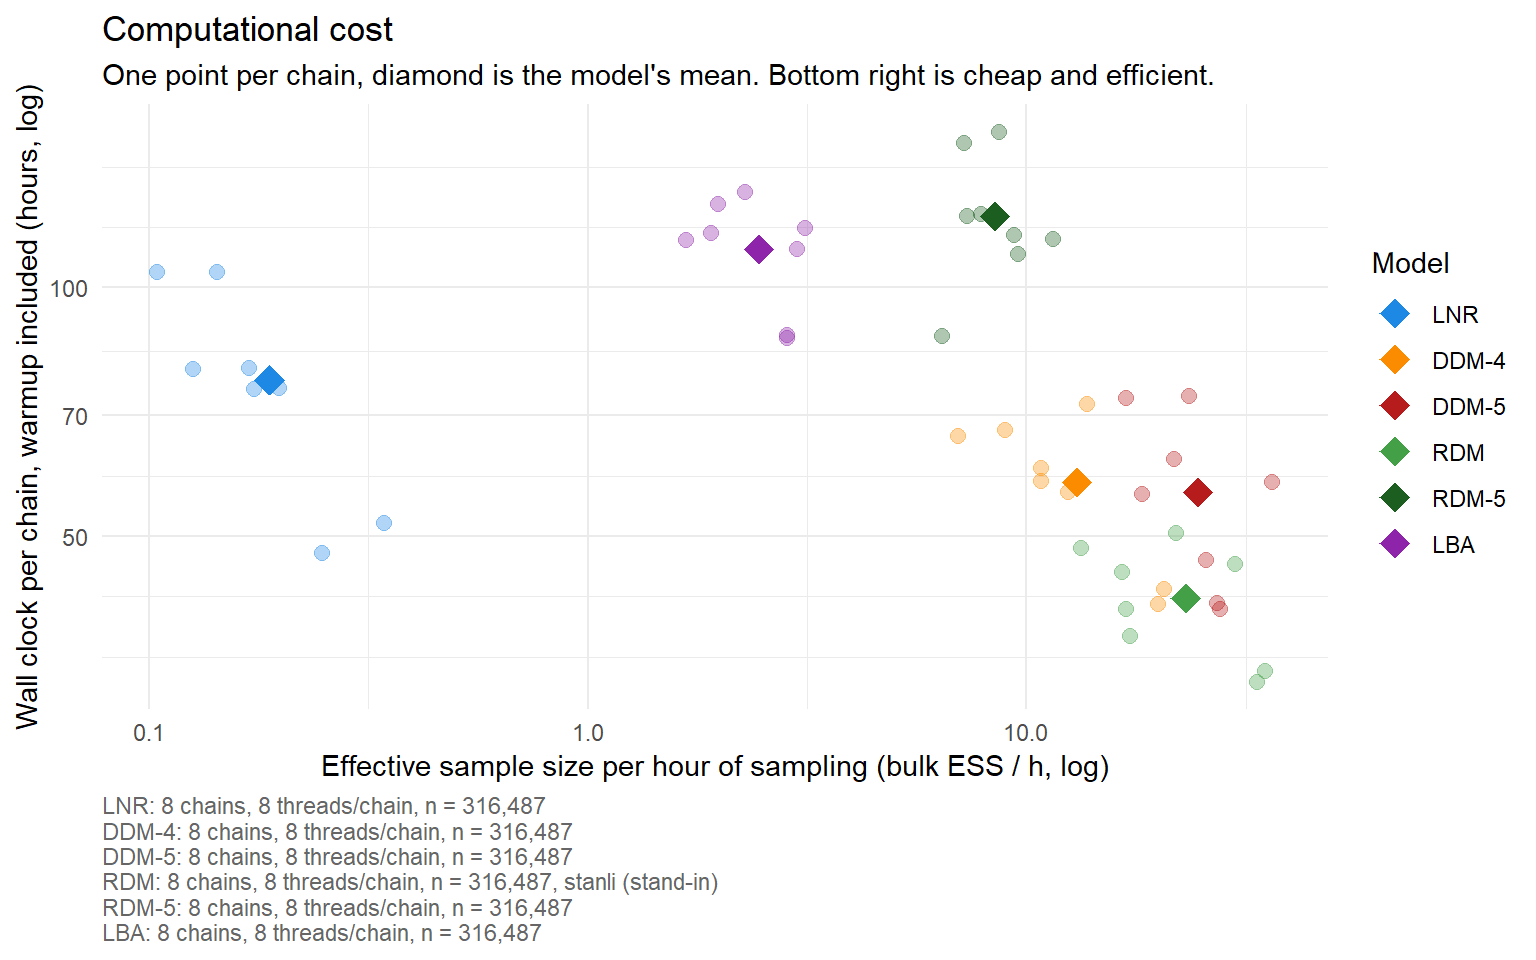 Computational cost
One point per chain, diamond is the model's mean. Bottom right is cheap and efficient.
Wall clock per chain, warmup included (hours, log)
100
70
50
0.1
1.0
10.0
Effective sample size per hour of sampling (bulk ESS / h, log)
Model
LNR
DDM-4
DDM-5
RDM
RDM-5
LBA
LNR: 8 chains, 8 threads/chain, n = 316,487
DDM-4: 8 chains, 8 threads/chain, n = 316,487
DDM-5: 8 chains, 8 threads/chain, n = 316,487
RDM: 8 chains, 8 threads/chain, n = 316,487, stanli (stand-in)
RDM-5: 8 chains, 8 threads/chain, n = 316,487
LBA: 8 chains, 8 threads/chain, n = 316,487